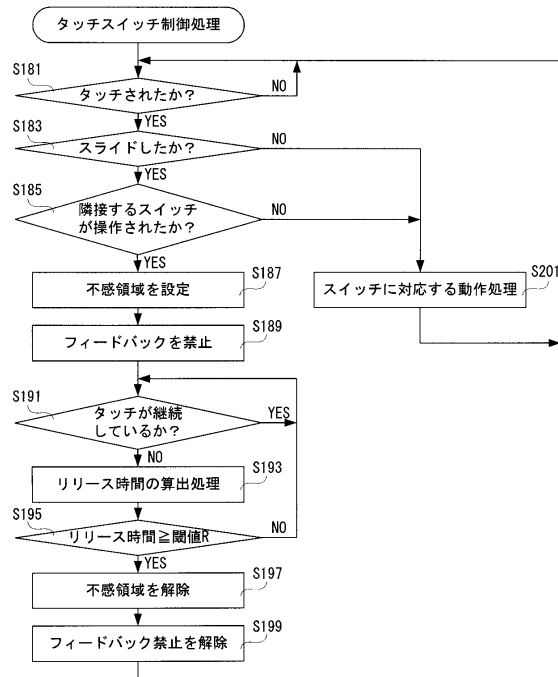 タッチスイッチ制御処理
S181
タッチされたか?
NO
YES
S183
スライドしたか?
NO
YES
S185
隣接するスイッチ
が操作されたか?
NO
YES
S187
不感領域を設定
S201
スイッチに対応する動作処理
S189
フィードバックを禁止
S191
タッチが継続
しているか?
YES
NO
S193
リリース時間の算出処理
S195
リリース時間≧閾値R
NO
YES
S197
不感領域を解除
S199
フィードバック禁止を解除